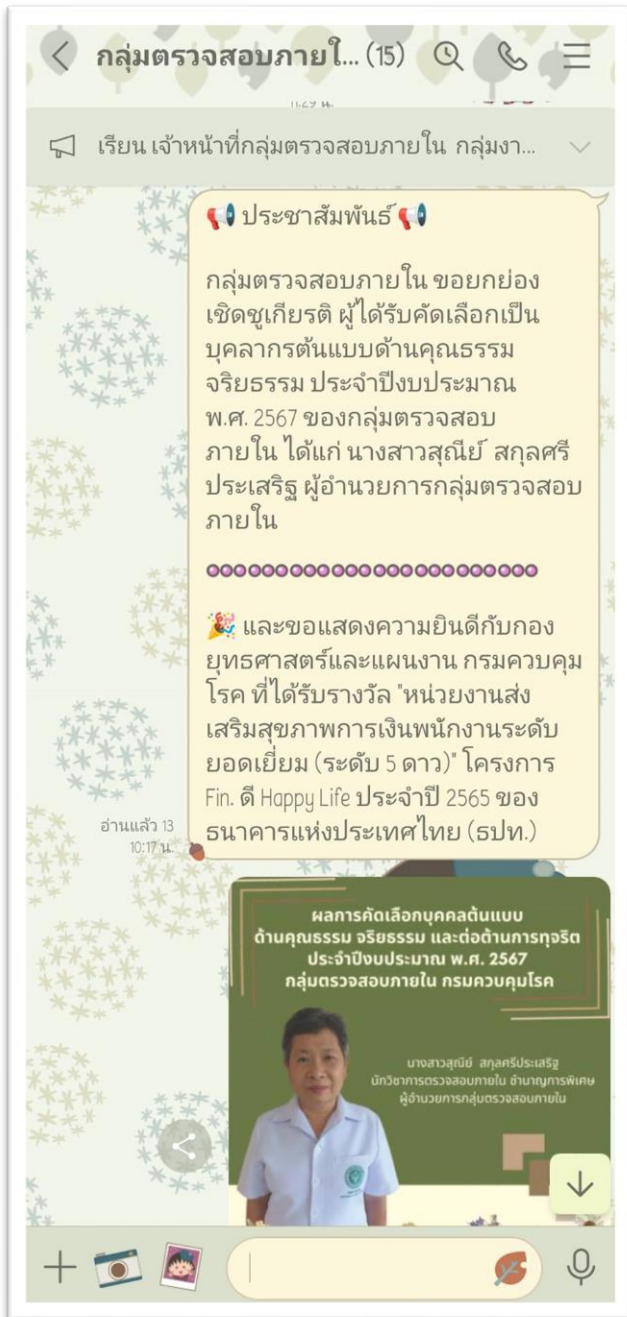 กลุ่มตรวจสอบภายใ... (15)
11:29 น.
เรียน เจ้าหน้าที่กลุ่มตรวจสอบภายใน กลุ่มงา...
📢 ประชาสัมพันธ์ 📢
กลุ่มตรวจสอบภายใน ขอยกย่อง
เชิดชูเกียรติ ผู้ได้รับคัดเลือกเป็น
บุคลากรต้นแบบด้านคุณธรรม
จริยธรรม ประจำปีงบประมาณ
พ.ศ. 2567 ของกลุ่มตรวจสอบ
ภายใน ได้แก่ นางสาวสุณีย์ สกุลศรี
ประเสริฐ ผู้อำนวยการกลุ่มตรวจสอบ
ภายใน
🎉 และขอแสดงความยินดีกับกอง
ยุทธศาสตร์และแผนงาน กรมควบคุม
โรค ที่ได้รับรางวัล "หน่วยงานส่ง
เสริมสุขภาพการเงินพนักงานระดับ
ยอดเยี่ยม (ระดับ 5 ดาว)" โครงการ
Fin. ดี Happy Life ประจำปี 2565 ของ
ธนาคารแห่งประเทศไทย (ธปท.)
อ่านแล้ว 13
10:17 น.
ผลการคัดเลือกบุคคลต้นแบบ
ด้านคุณธรรม จริยธรรม และต่อต้านการทุจริต
ประจำปีงบประมาณ พ.ศ. 2567
กลุ่มตรวจสอบภายใน กรมควบคุมโรค
นางสาวสุณีย์ สกุลศรีประเสริฐ
นักวิชาการตรวจสอบภายใน ชำนาญการพิเศษ
ผู้อำนวยการกลุ่มตรวจสอบภายใน